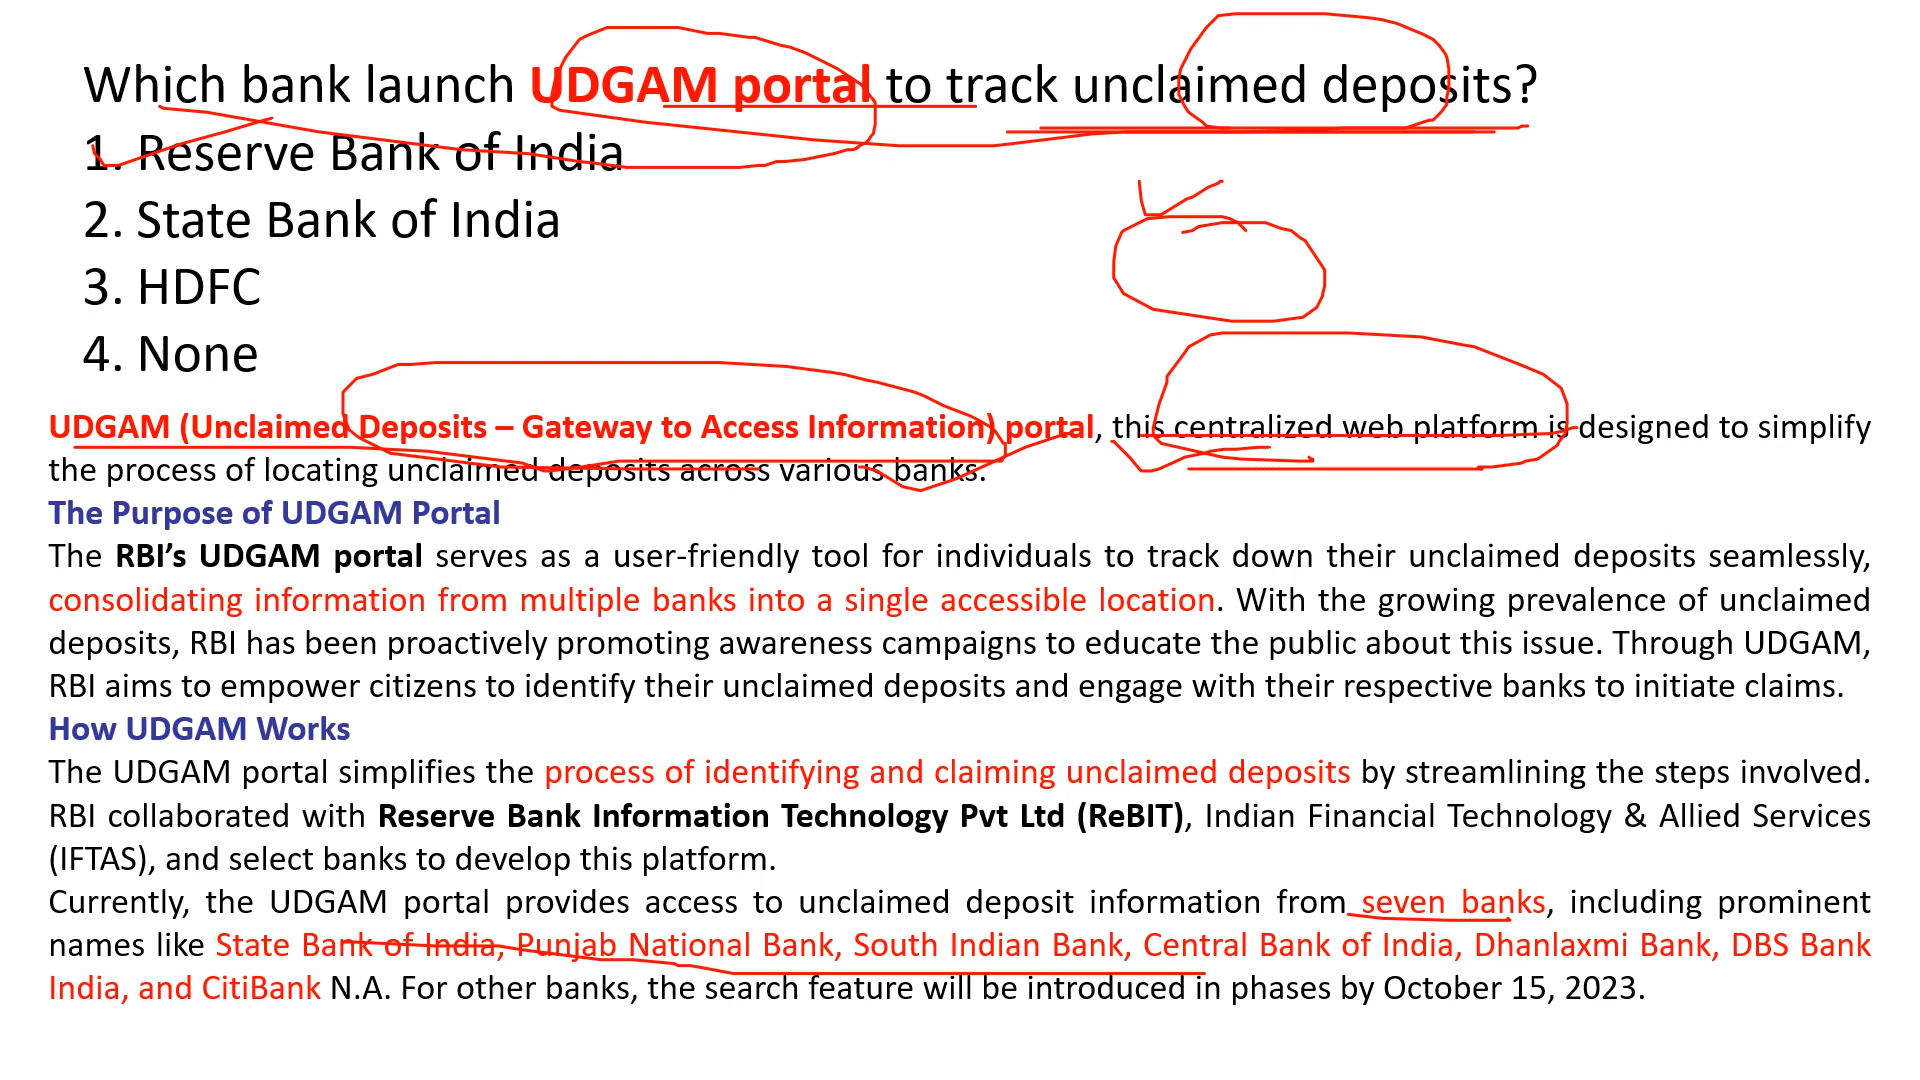 Which bank launch UDGAM portal to track unclaimed deposits?
1. Reserve Bank of India
2. State Bank of India
3. HDFC
4. None
UDGAM (Unclaimed Deposits – Gateway to Access Information) portal, this centralized web platform is designed to simplify
the process of locating unclaimed deposits across various banks.
The Purpose of UDGAM Portal
The RBI’s UDGAM portal serves as a user-friendly tool for individuals to track down their unclaimed deposits seamlessly,
consolidating information from multiple banks into a single accessible location. With the growing prevalence of unclaimed
deposits, RBI has been proactively promoting awareness campaigns to educate the public about this issue. Through UDGAM,
RBI aims to empower citizens to identify their unclaimed deposits and engage with their respective banks to initiate claims.
How UDGAM Works
The UDGAM portal simplifies the process of identifying and claiming unclaimed deposits by streamlining the steps involved.
RBI collaborated with Reserve Bank Information Technology Pvt Ltd (ReBIT), Indian Financial Technology & Allied Services
(IFTAS), and select banks to develop this platform.
Currently, the UDGAM portal provides access to unclaimed deposit information from seven banks, including prominent
names like State Bank of India, Punjab National Bank, South Indian Bank, Central Bank of India, Dhanlaxmi Bank, DBS Bank
India, and CitiBank N.A. For other banks, the search feature will be introduced in phases by October 15, 2023.